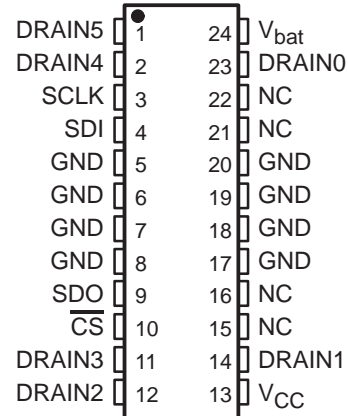 DRAIN5 1 24 Vbat
DRAIN4 2 23 DRAIN0
SCLK 3 22 NC
SDI 4 21 NC
GND 5 20 GND
GND 6 19 GND
GND 7 18 GND
GND 8 17 GND
SDO 9 16 NC
C̅S̅ 10 15 NC
DRAIN3 11 14 DRAIN1
DRAIN2 12 13 VCC